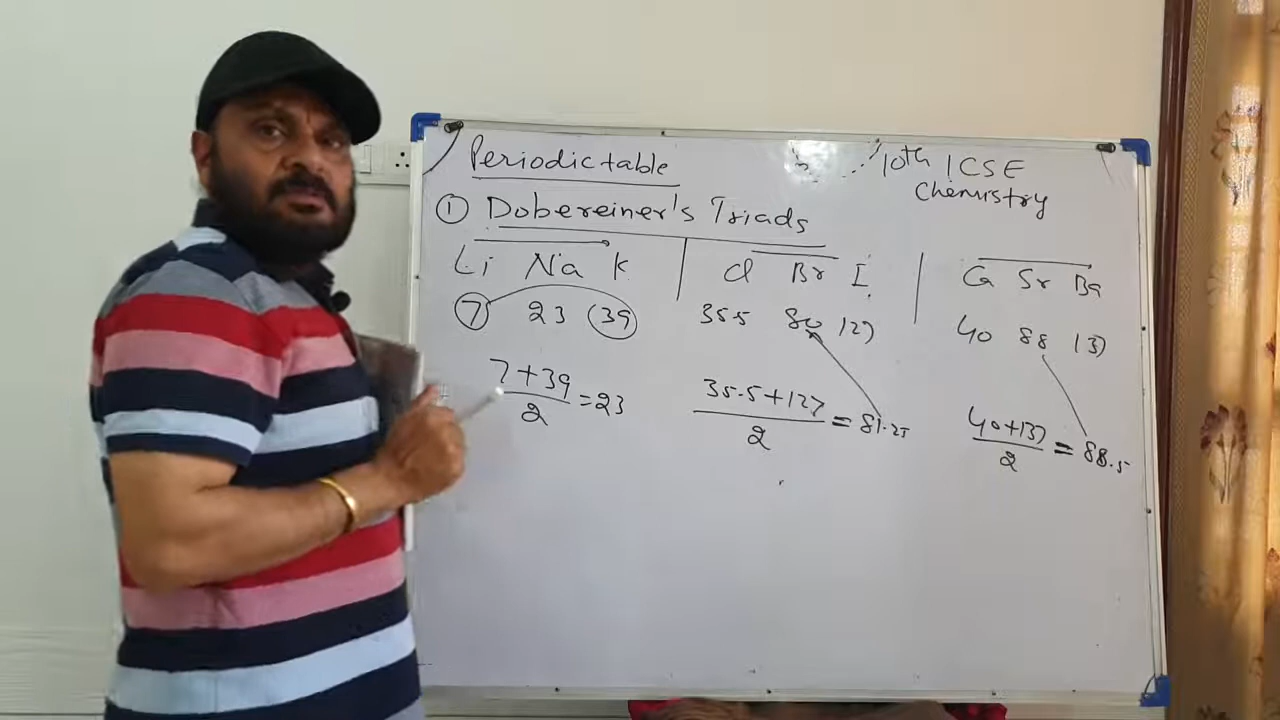 Periodic table
10th ICSE
Chemistry
① Dobereiner's Triads
Li Na K
Cl Br I
Ca Sr Ba
7 23 39
35.5 80 127
40 88 137
7+39/2 = 23
35.5+127/2 = 81.25
40+137/2 = 88.5